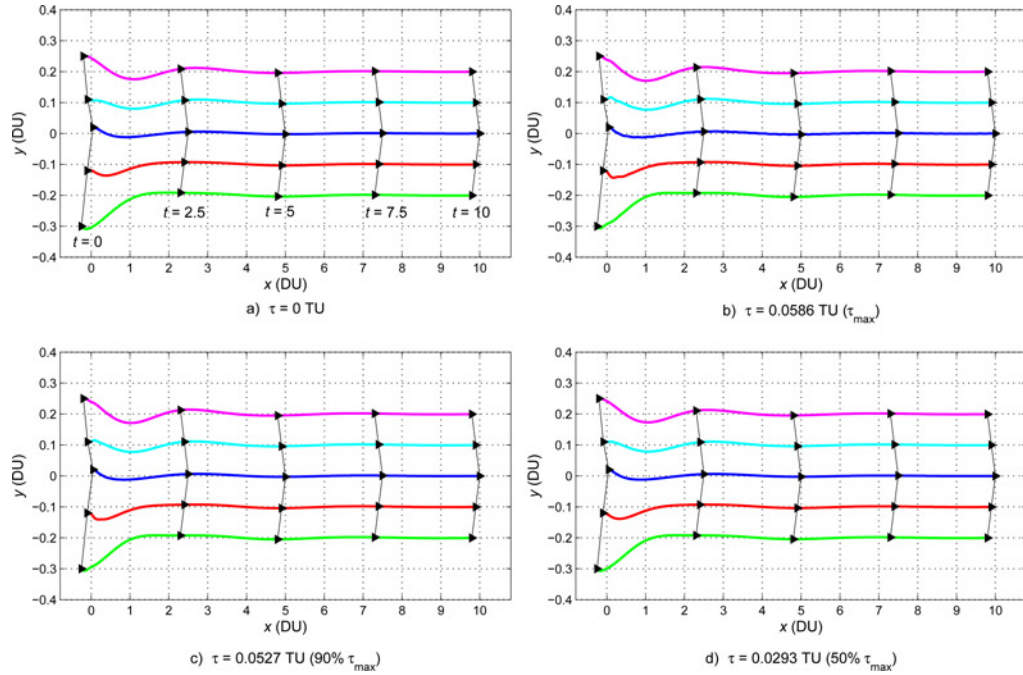 0.4
0.3
0.2
0.1
0
−0.1
−0.2
−0.3
−0.4
y (DU)
t = 0
t = 2.5
t = 5
t = 7.5
t = 10
0 1 2 3 4 5 6 7 8 9 10
x (DU)
a) τ = 0 TU
0.4
0.3
0.2
0.1
0
−0.1
−0.2
−0.3
−0.4
y (DU)
0 1 2 3 4 5 6 7 8 9 10
x (DU)
b) τ = 0.0586 TU (τmax)
0.4
0.3
0.2
0.1
0
−0.1
−0.2
−0.3
−0.4
y (DU)
0 1 2 3 4 5 6 7 8 9 10
x (DU)
c) τ = 0.0527 TU (90% τmax)
0.4
0.3
0.2
0.1
0
−0.1
−0.2
−0.3
−0.4
y (DU)
0 1 2 3 4 5 6 7 8 9 10
x (DU)
d) τ = 0.0293 TU (50% τmax)